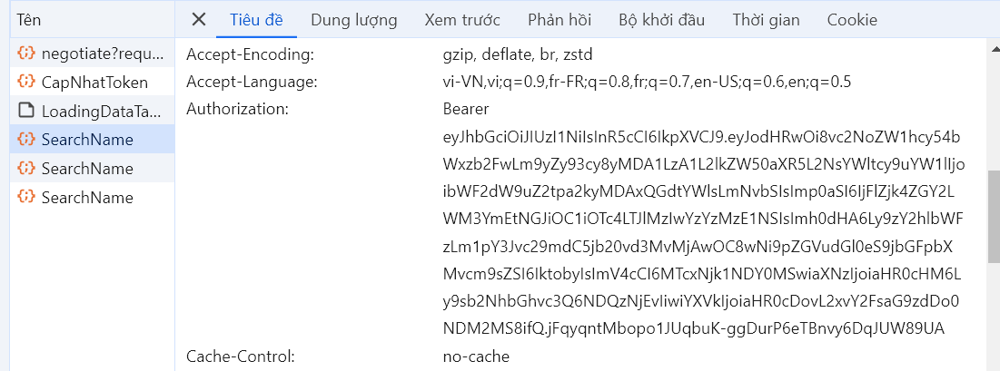 Tên
Tiêu đề Dung lượng Xem trước Phản hồi Bộ khởi đầu Thời gian Cookie
negotiate?requ...
CapNhatToken
LoadingDataTa...
SearchName
SearchName
SearchName
Accept-Encoding: gzip, deflate, br, zstd
Accept-Language: vi-VN,vi;q=0.9,fr-FR;q=0.8,fr;q=0.7,en-US;q=0.6,en;q=0.5
Authorization: Bearer
eyJhbGciOiJIUzI1NiIsInR5cCI6IkpXVCJ9.eyJodHRwOi8vc2NoZW1hcy54b
Wxzb2FwLm9yZy93cy8yMDA1LzA1L2lkZW50aXR5L2NsYWltcy9uYW1lIjo
ibWF2dW9uZ2tpa2kyMDAxQGdtYWlsLmNvbSIsImp0aSI6IjFlZjk4ZGY2L
WM3YmEtNGJiOC1iOTc4LTJlMzIwYzYzMzE1NSIsImh0dHA6Ly9zY2hlbWF
zLm1pY3Jvc29mdC5jb20vd3MvMjAwOC8wNi9pZGVudGl0eS9jbGFpbX
Mvcm9sZSI6IktobyIsImV4cCI6MTcxNjk1NDY0MSwiaXNzIjoiaHR0cHM6L
y9sb2NhbGhvc3Q6NDQzNjEvIiwiYXVkIjoiaHR0cDovL2xvY2FsaG9zdDo0
NDM2MS8ifQ.jFqyqntMbopo1JUqbuK-ggDurP6eTBnvy6DqJUW89UA
Cache-Control: no-cache